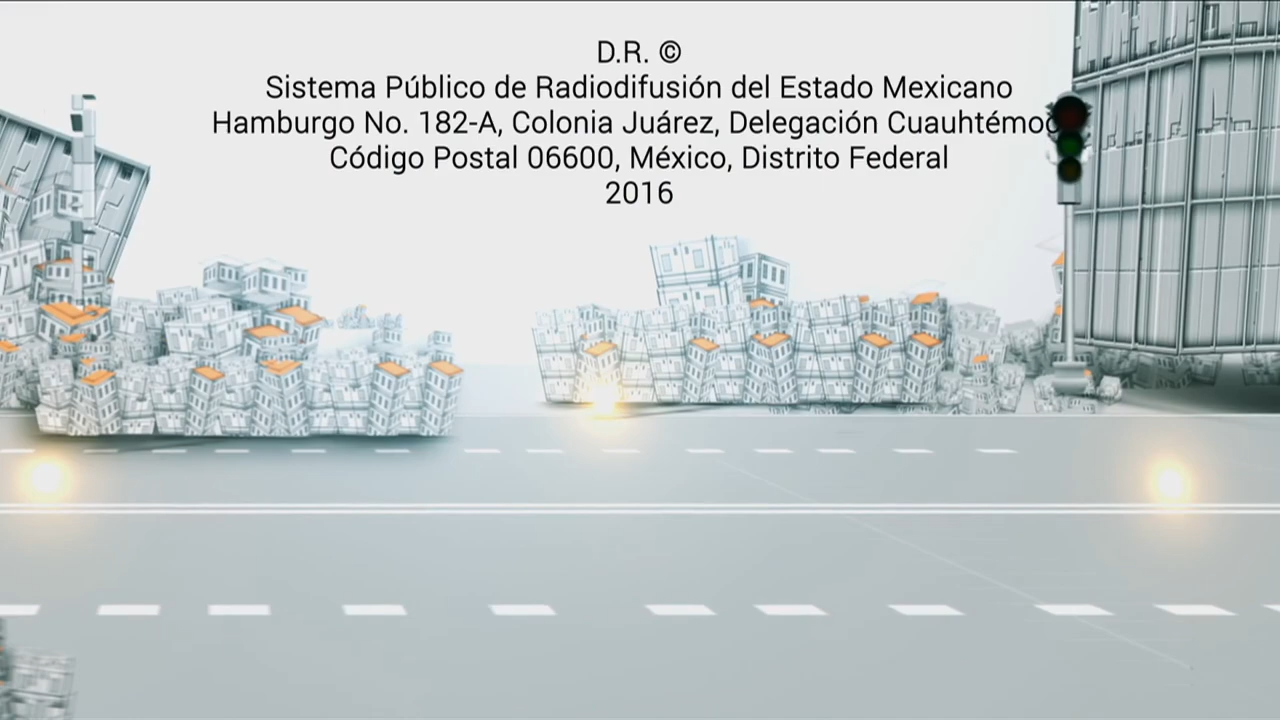 D.R. ©
Sistema Público de Radiodifusión del Estado Mexicano
Hamburgo No. 182-A, Colonia Juárez, Delegación Cuauhtémoc
Código Postal 06600, México, Distrito Federal
2016